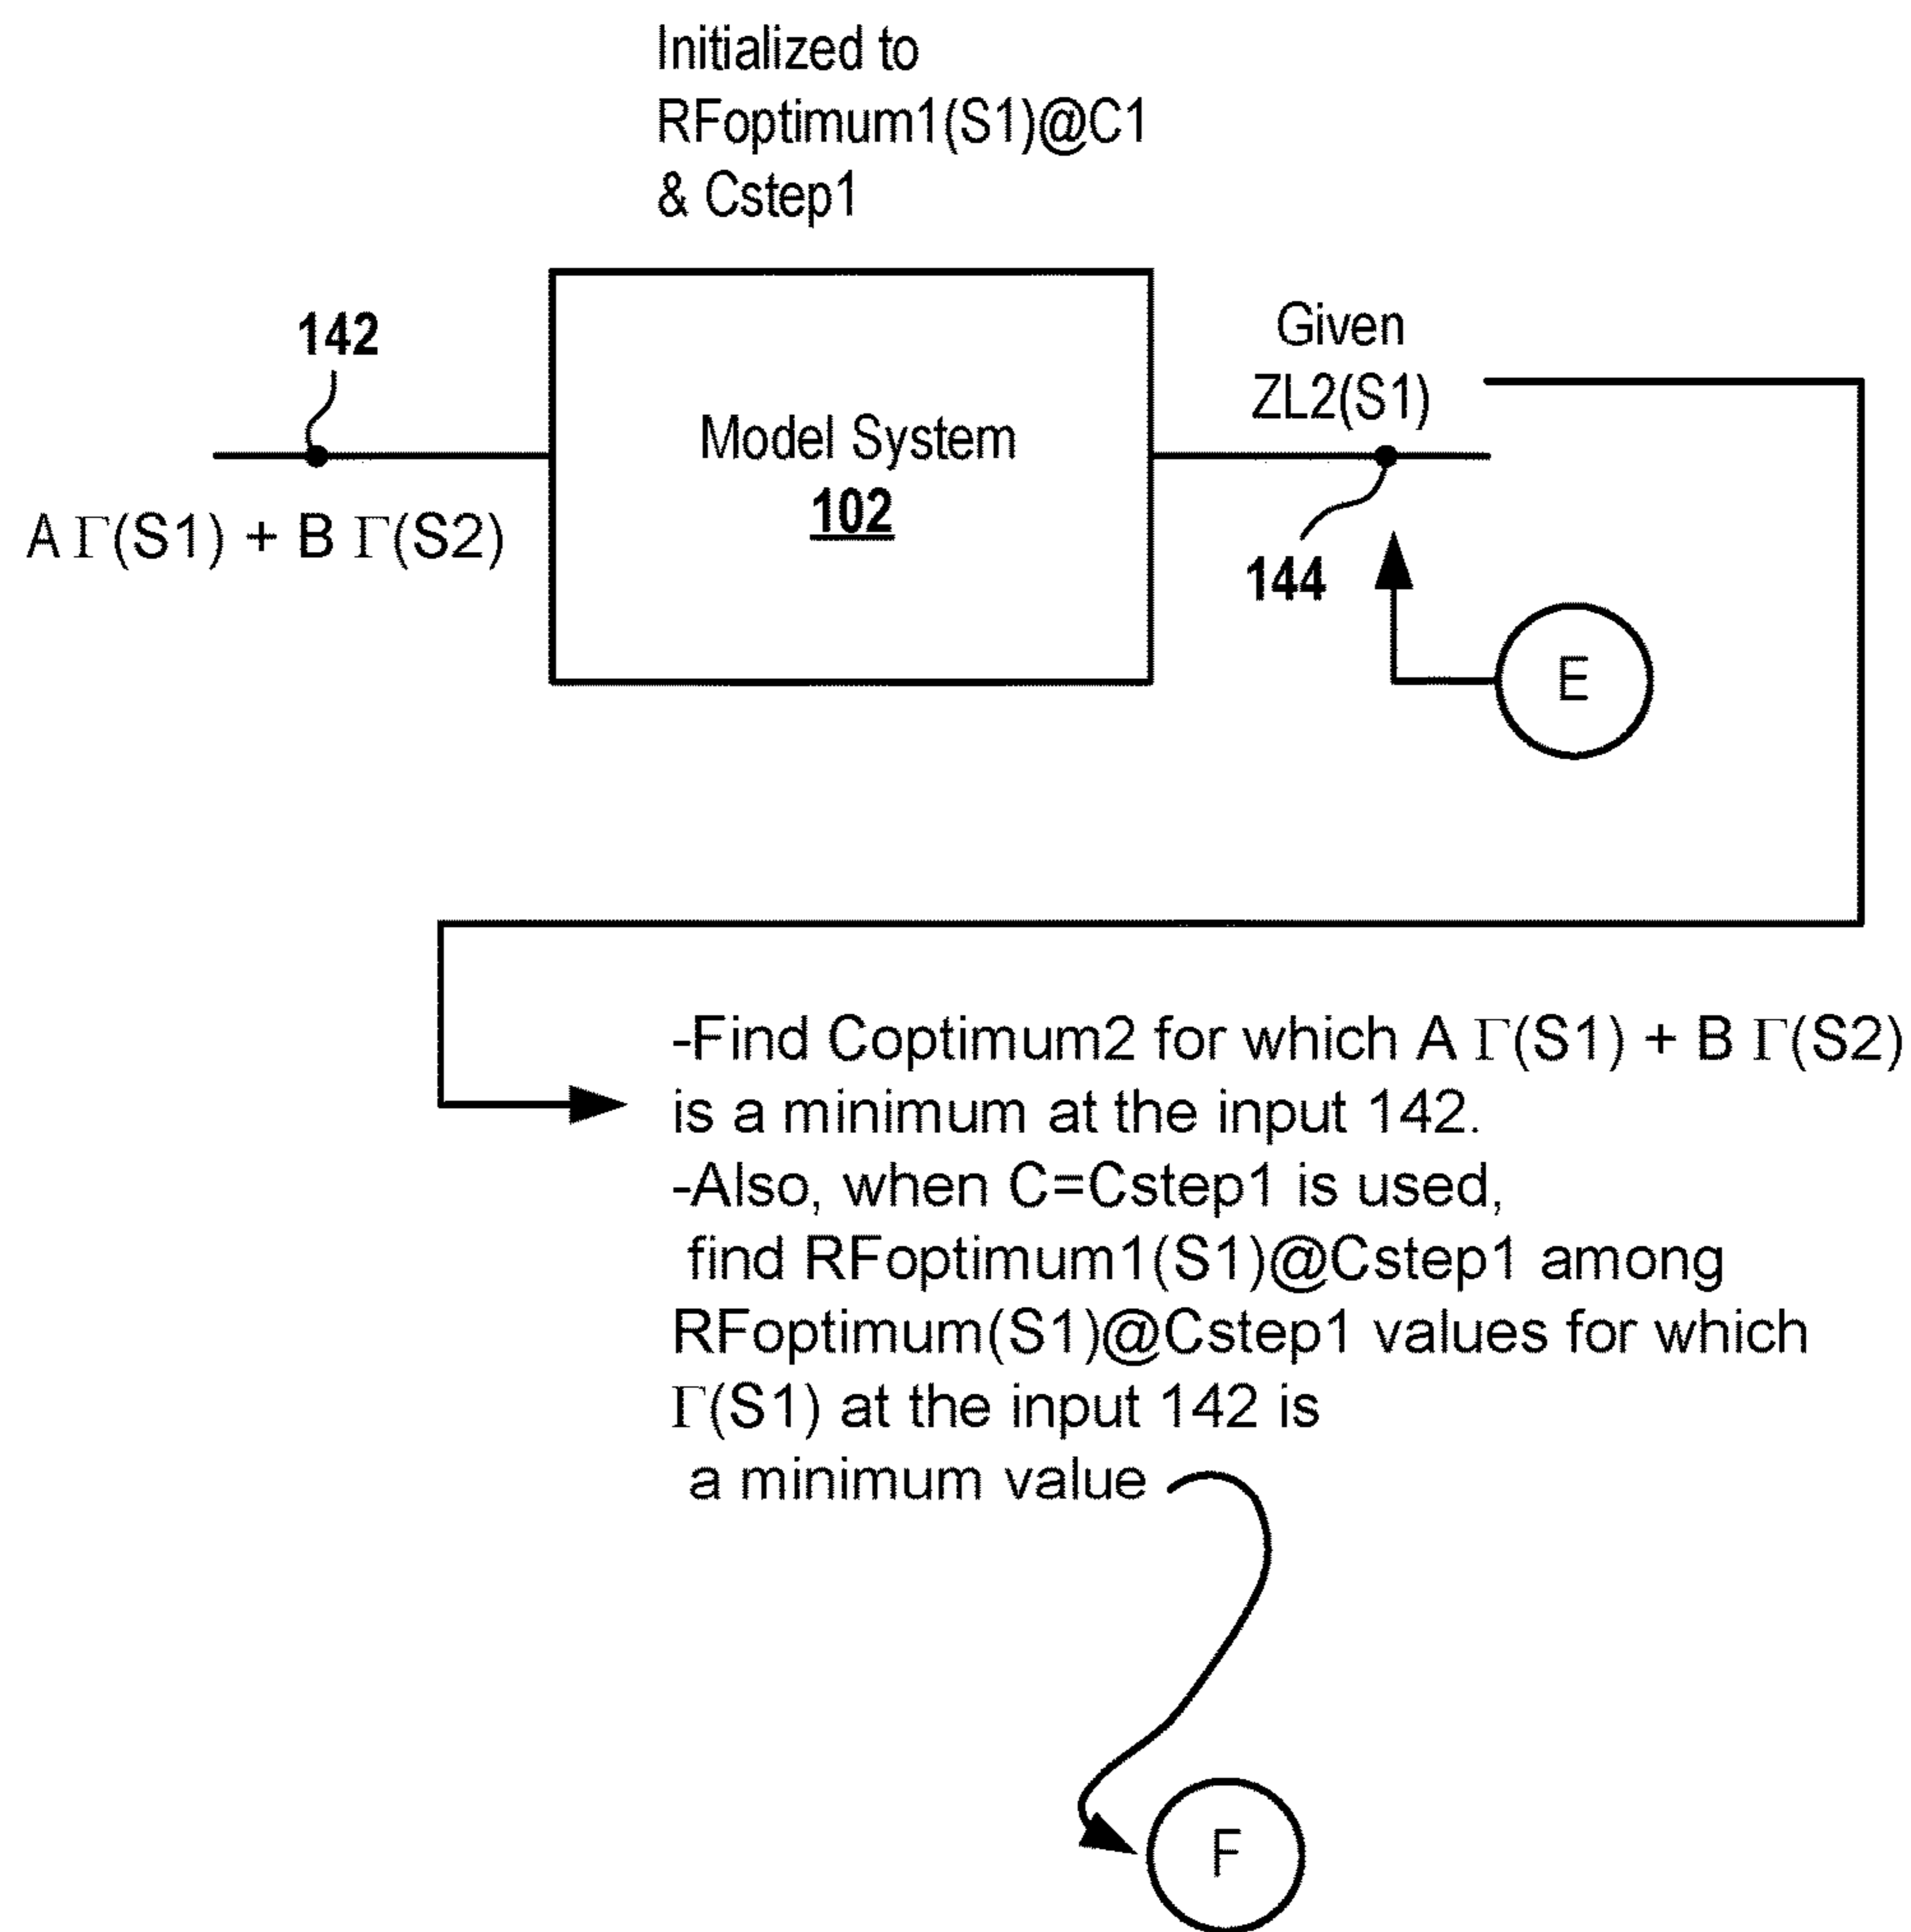 Initialized to
RFoptimum1(S1)@C1
& Cstep1
142
Given
ZL2(S1)
Model System
102
A Γ(S1) + B Γ(S2)
144
E
-Find Coptimum2 for which A Γ(S1) + B Γ(S2)
is a minimum at the input 142.
-Also, when C=Cstep1 is used,
find RFoptimum1(S1)@Cstep1 among
RFoptimum(S1)@Cstep1 values for which
Γ(S1) at the input 142 is
a minimum value
F